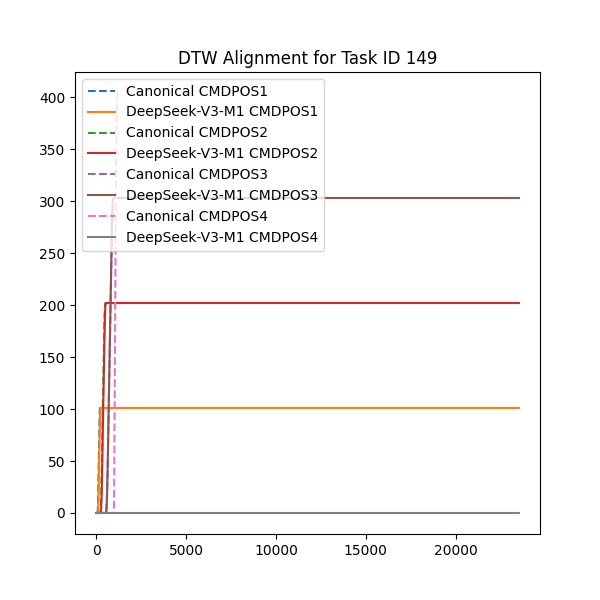 DTW Alignment for Task ID 149
Canonical CMDPOS1
DeepSeek-V3-M1 CMDPOS1
Canonical CMDPOS2
DeepSeek-V3-M1 CMDPOS2
Canonical CMDPOS3
DeepSeek-V3-M1 CMDPOS3
Canonical CMDPOS4
DeepSeek-V3-M1 CMDPOS4
400
350
300
250
200
150
100
50
0
0 5000 10000 15000 20000